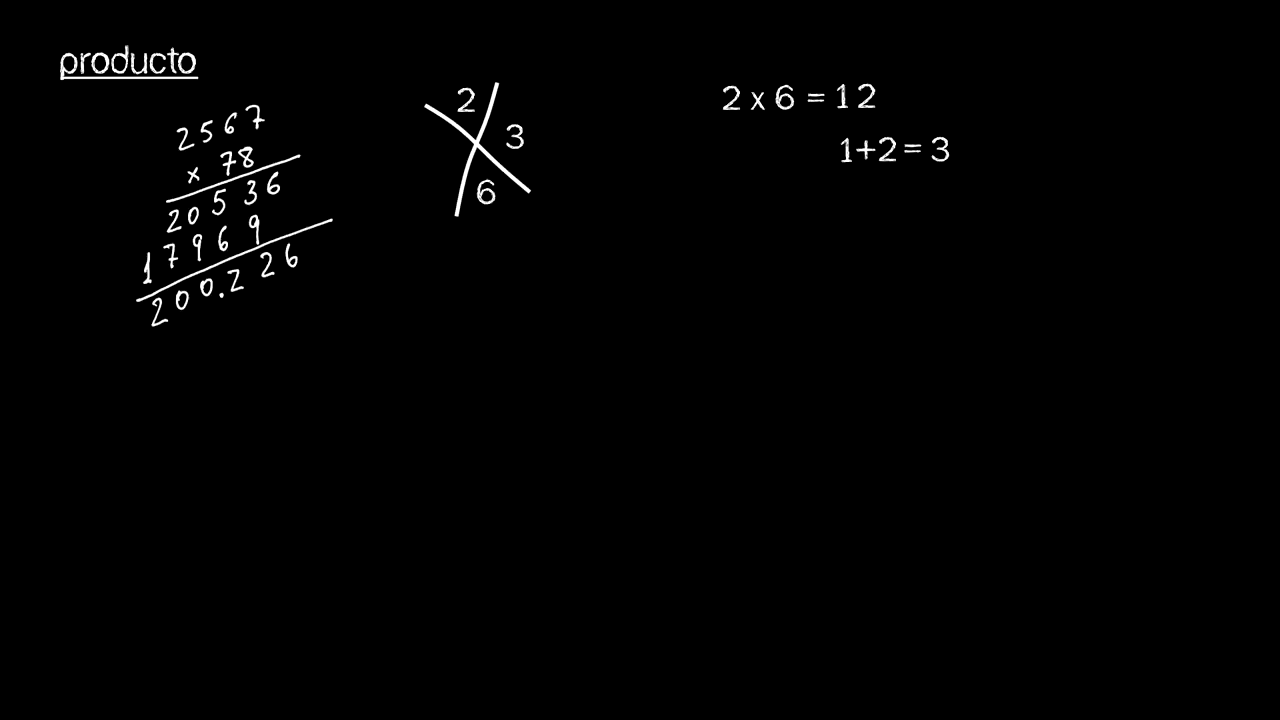 producto
2567
x 78
20536
17969
200.226
2
3
6
2 x 6 = 12
1+2= 3